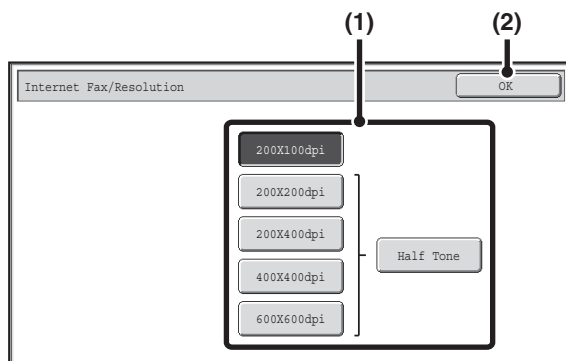 (1) (2)
Internet Fax/Resolution OK
200X100dpi
200X200dpi
200X400dpi
Half Tone
400X400dpi
600X600dpi